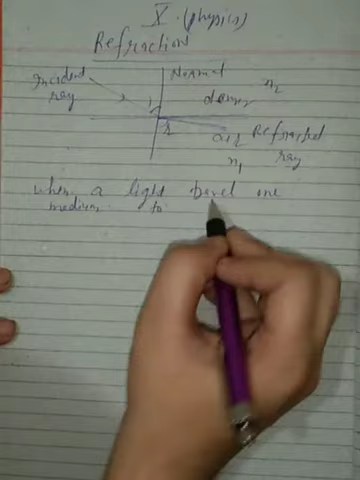 X (physics)
Refraction
Incident ray
Normal
n2
denser
i
r
air
Refracted ray
n1
when a light travel one
medium to